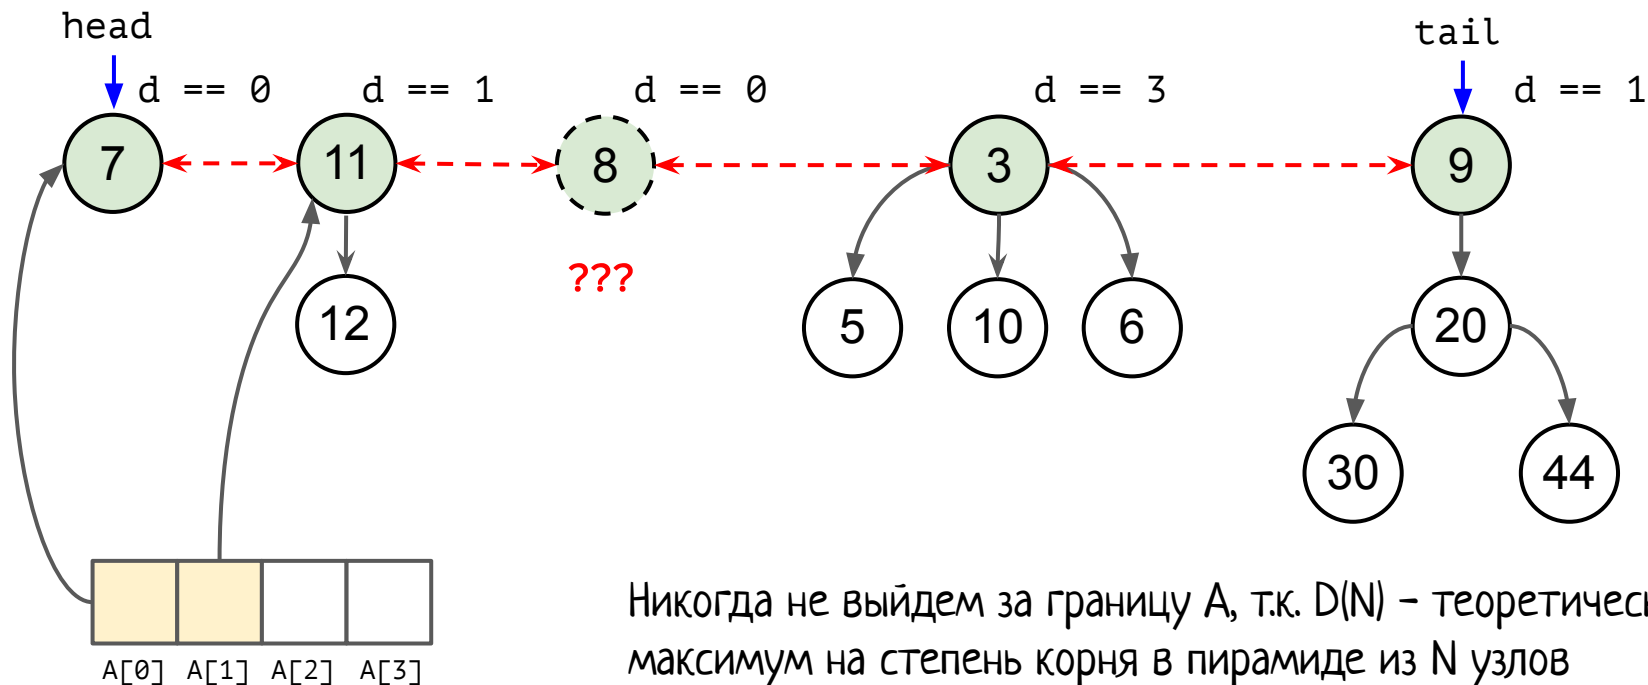 head
tail
d == 0
d == 1
d == 0
d == 3
d == 1
7
11
8
3
9
???
12
5
10
6
20
30
44
Никогда не выйдем за границу A, т.к. D(N) –
максимум на степень корня в пирамиде из N узлов
A[0] A[1] A[2] A[3]